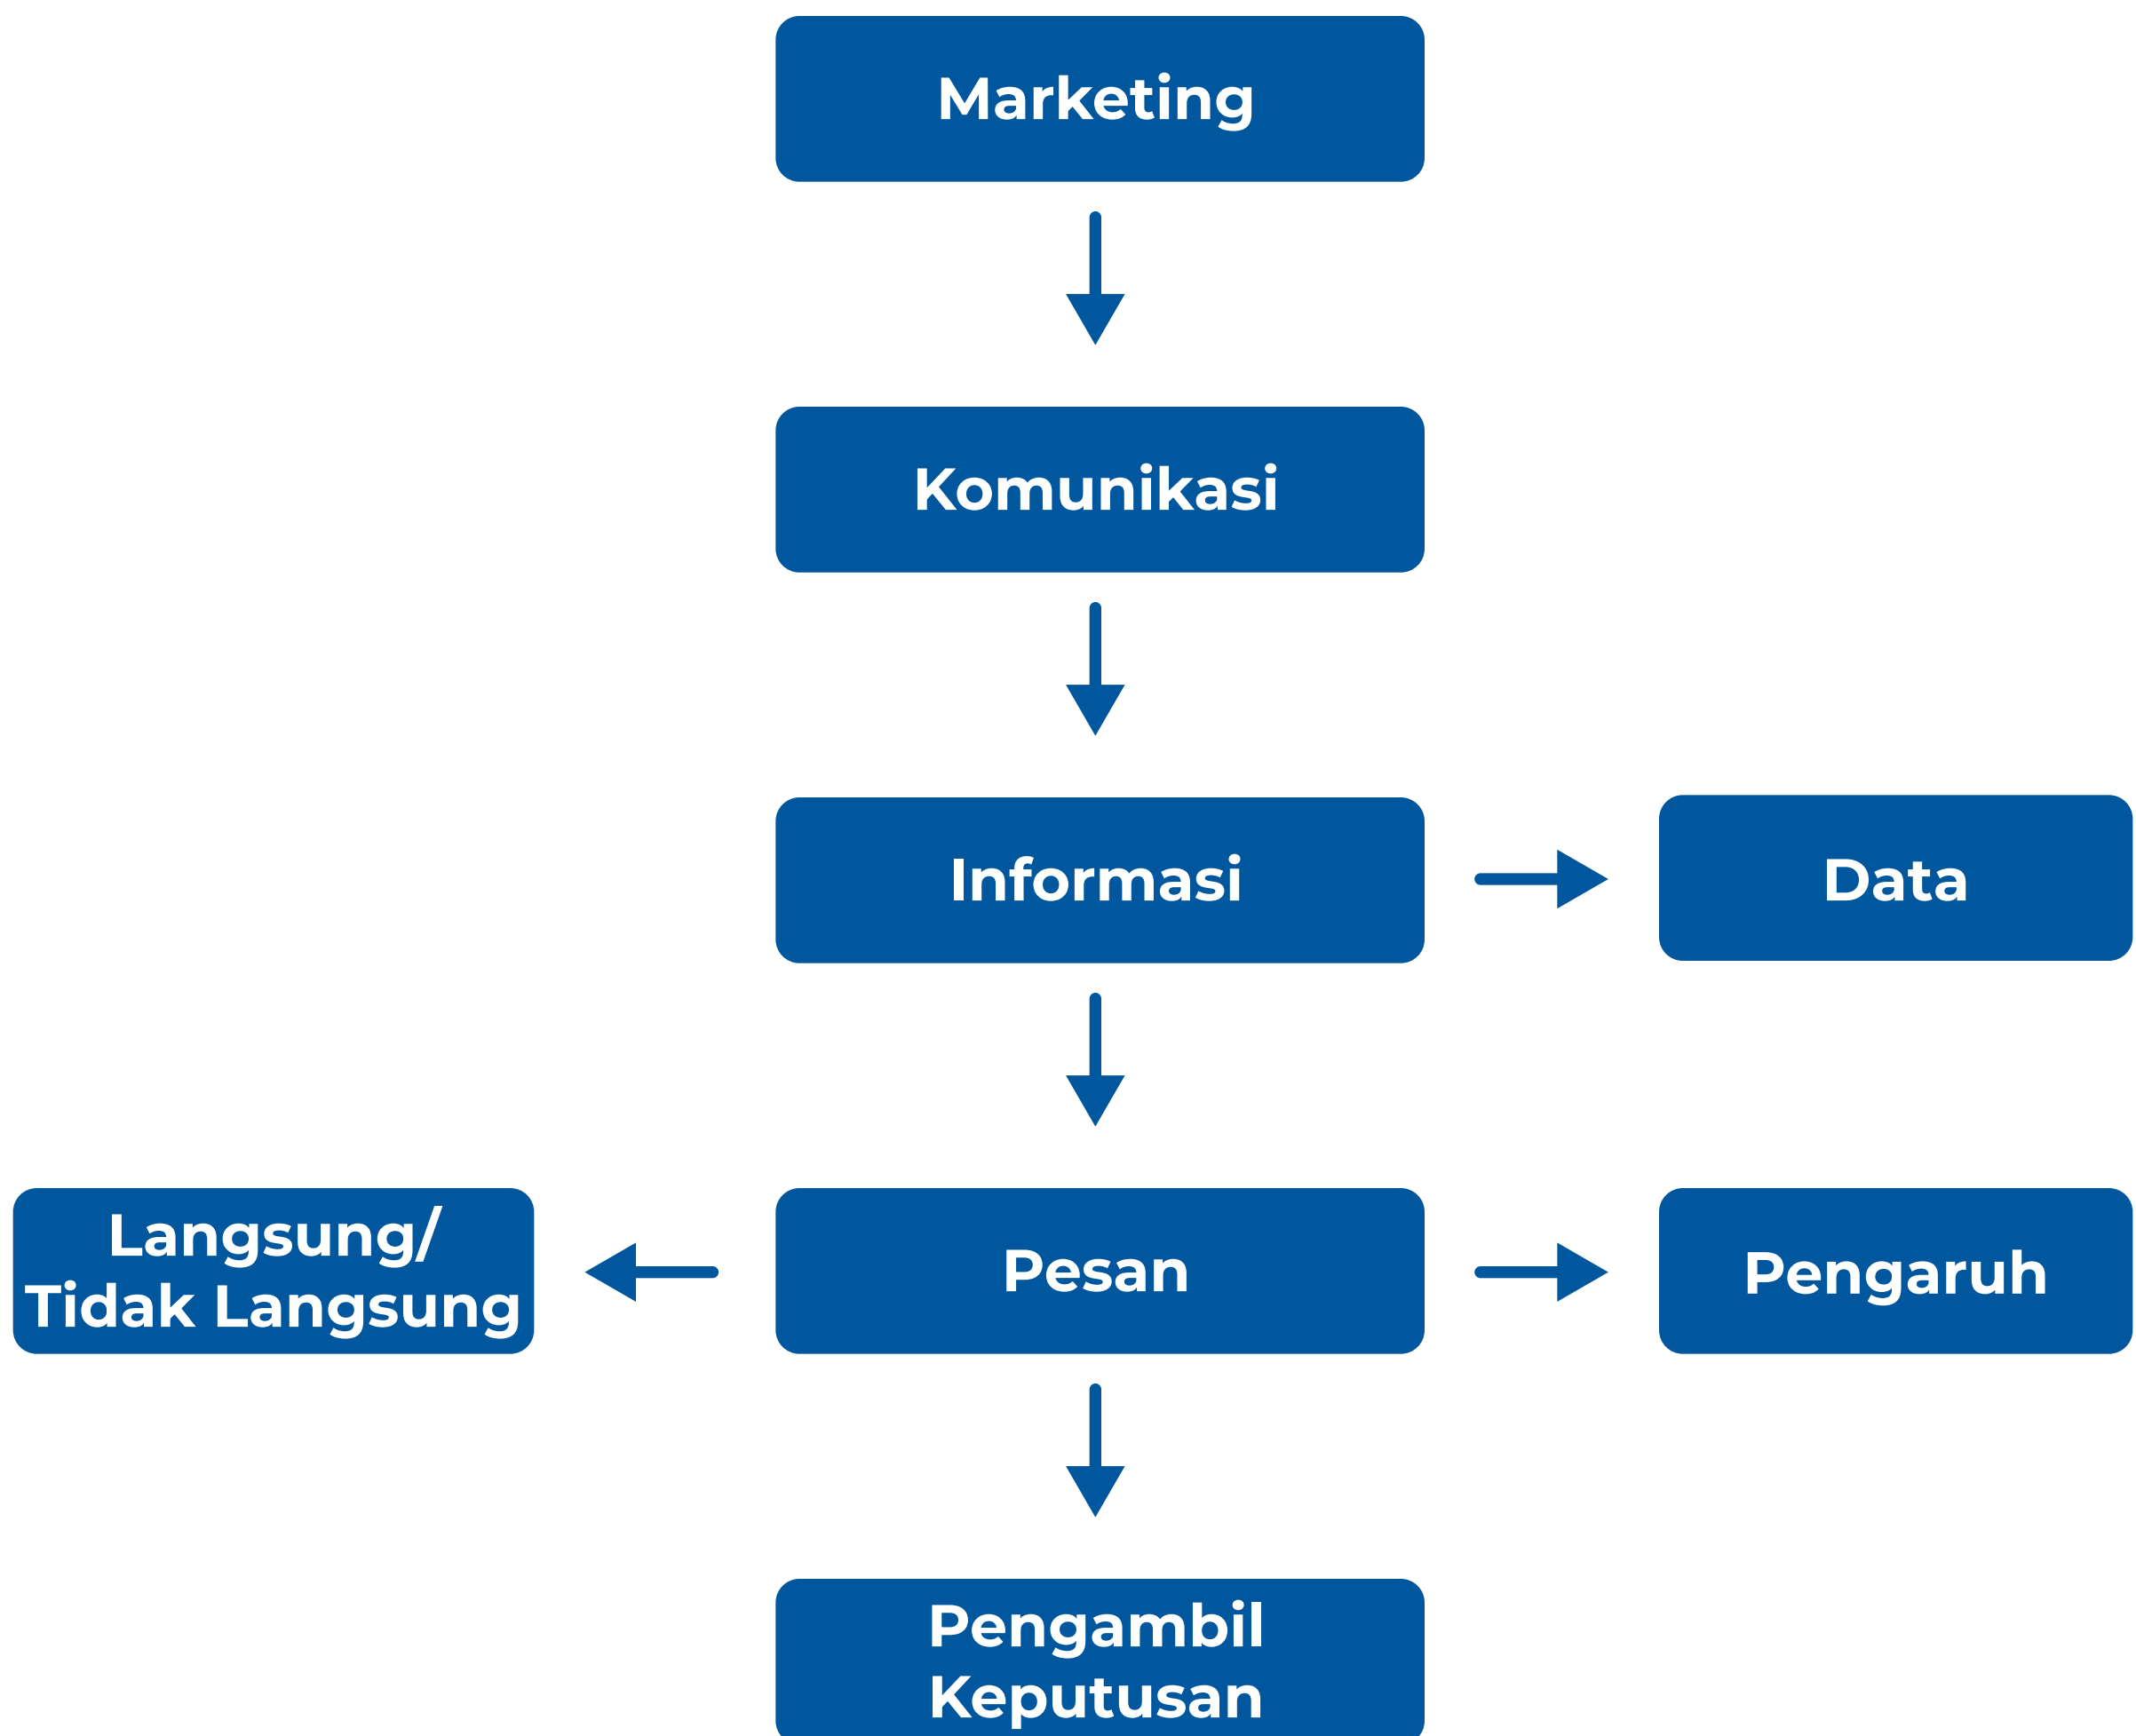 Marketing
Komunikasi
Informasi
Data
Langsung/
Tidak Langsung
Pesan
Pengaruh
Pengambil
Keputusan